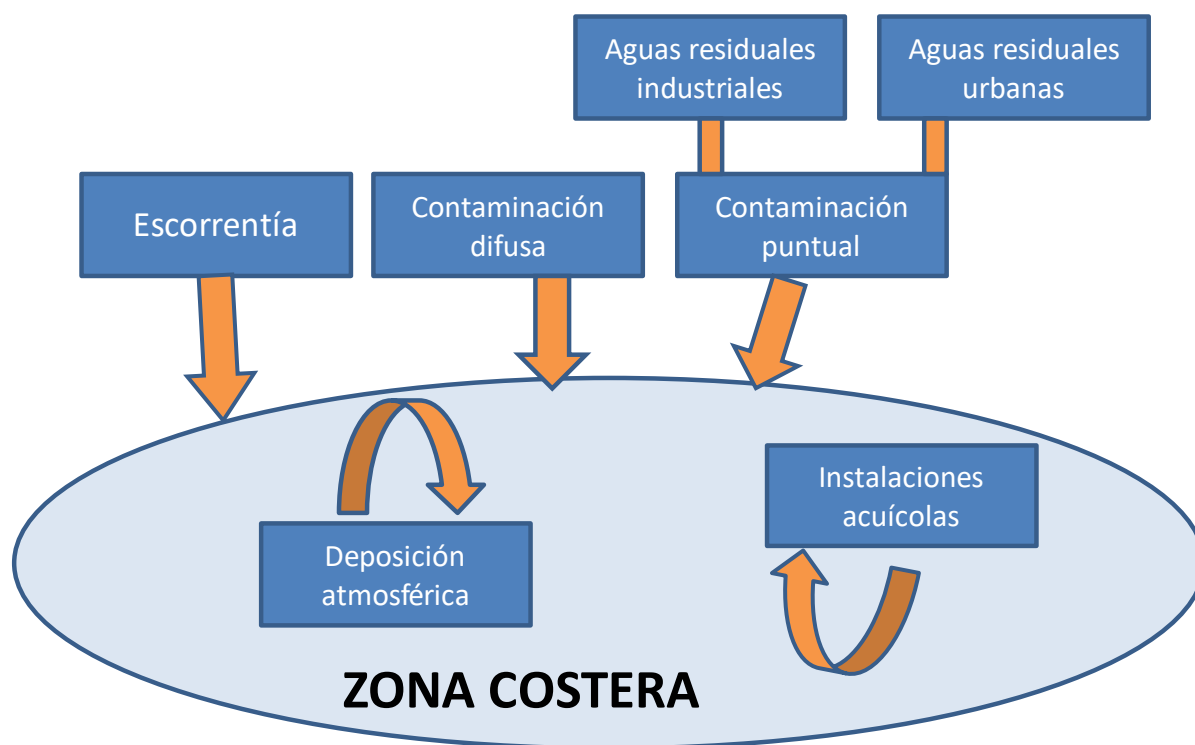 Aguas residuales
industriales
Aguas residuales
urbanas
Escorrentía
Contaminación
difusa
Contaminación
puntual
Instalaciones
acuícolas
Deposición
atmosférica
ZONA COSTERA